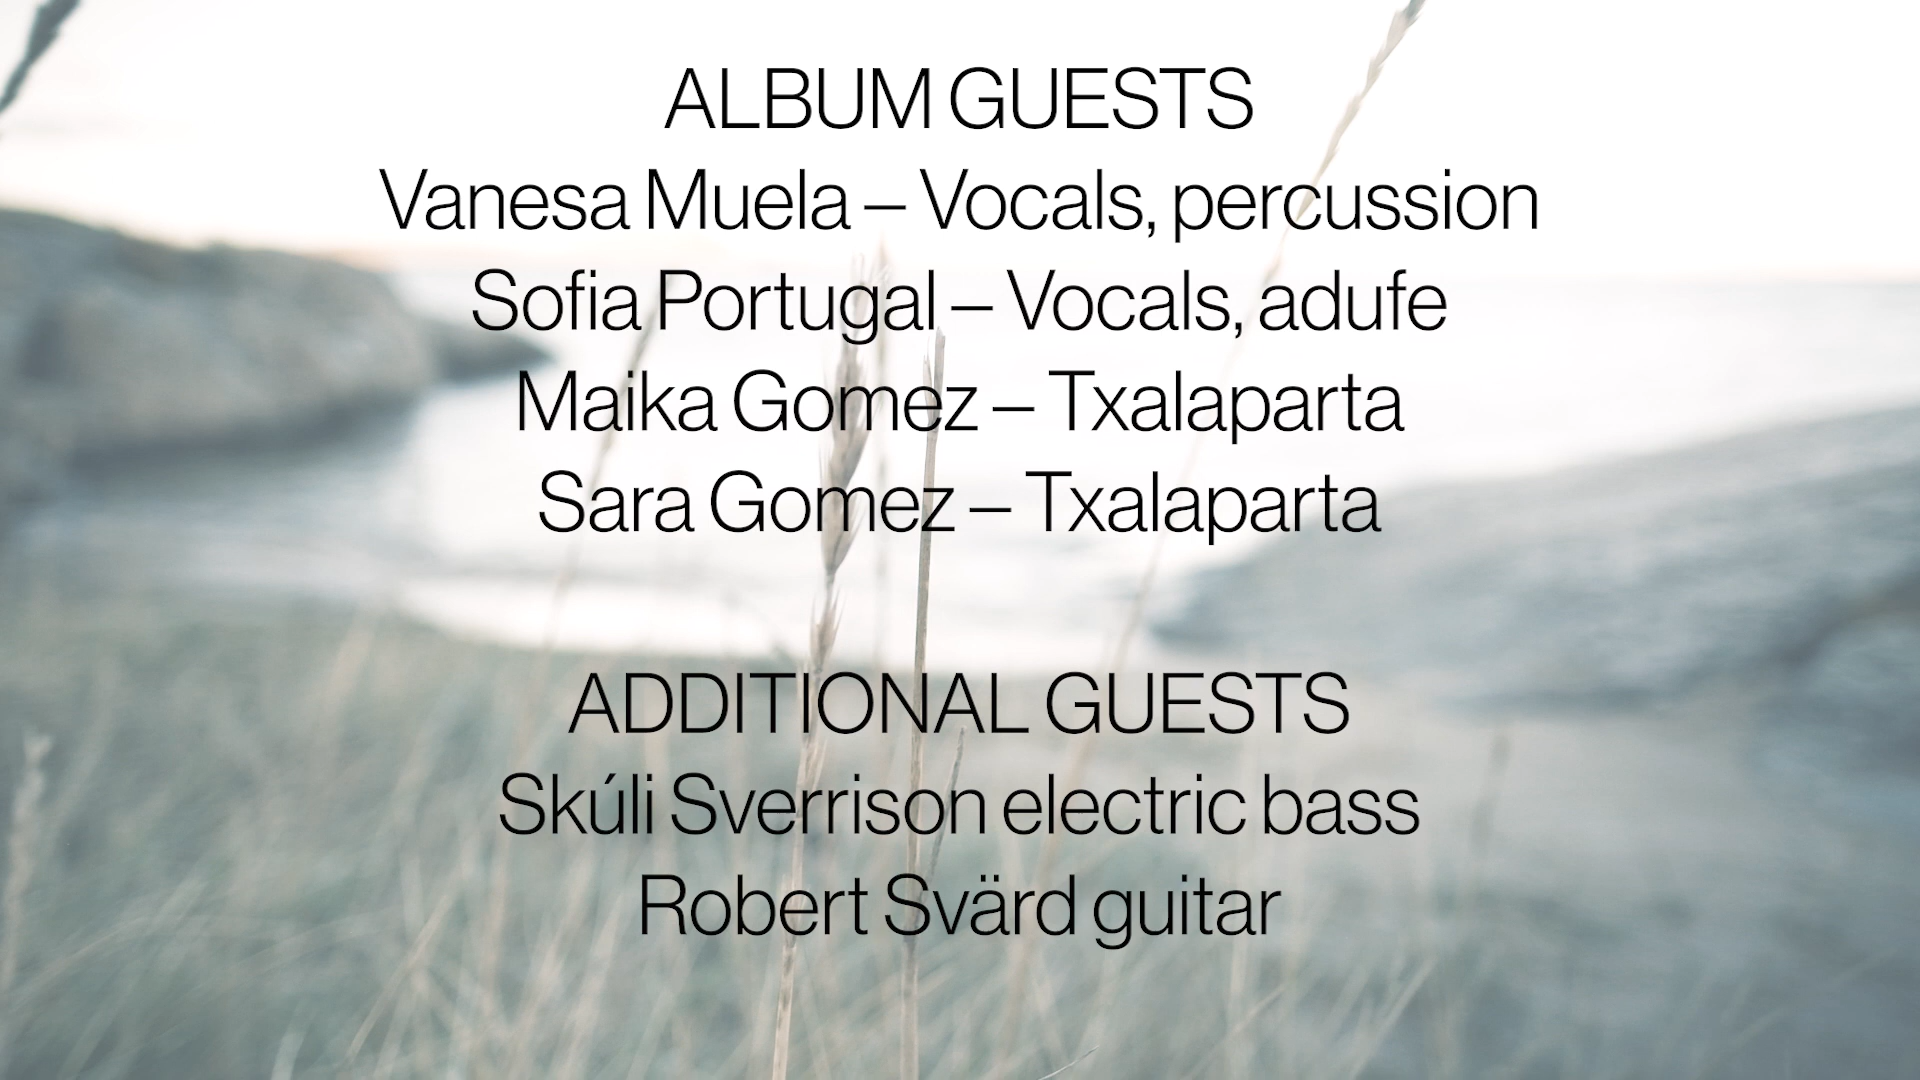 ALBUM GUESTS
Vanesa Muela – Vocals, percussion
Sofia Portugal – Vocals, adufe
Maika Gomez – Txalaparta
Sara Gomez – Txalaparta
ADDITIONAL GUESTS
Skúli Sverrison electric bass
Robert Svärd guitar